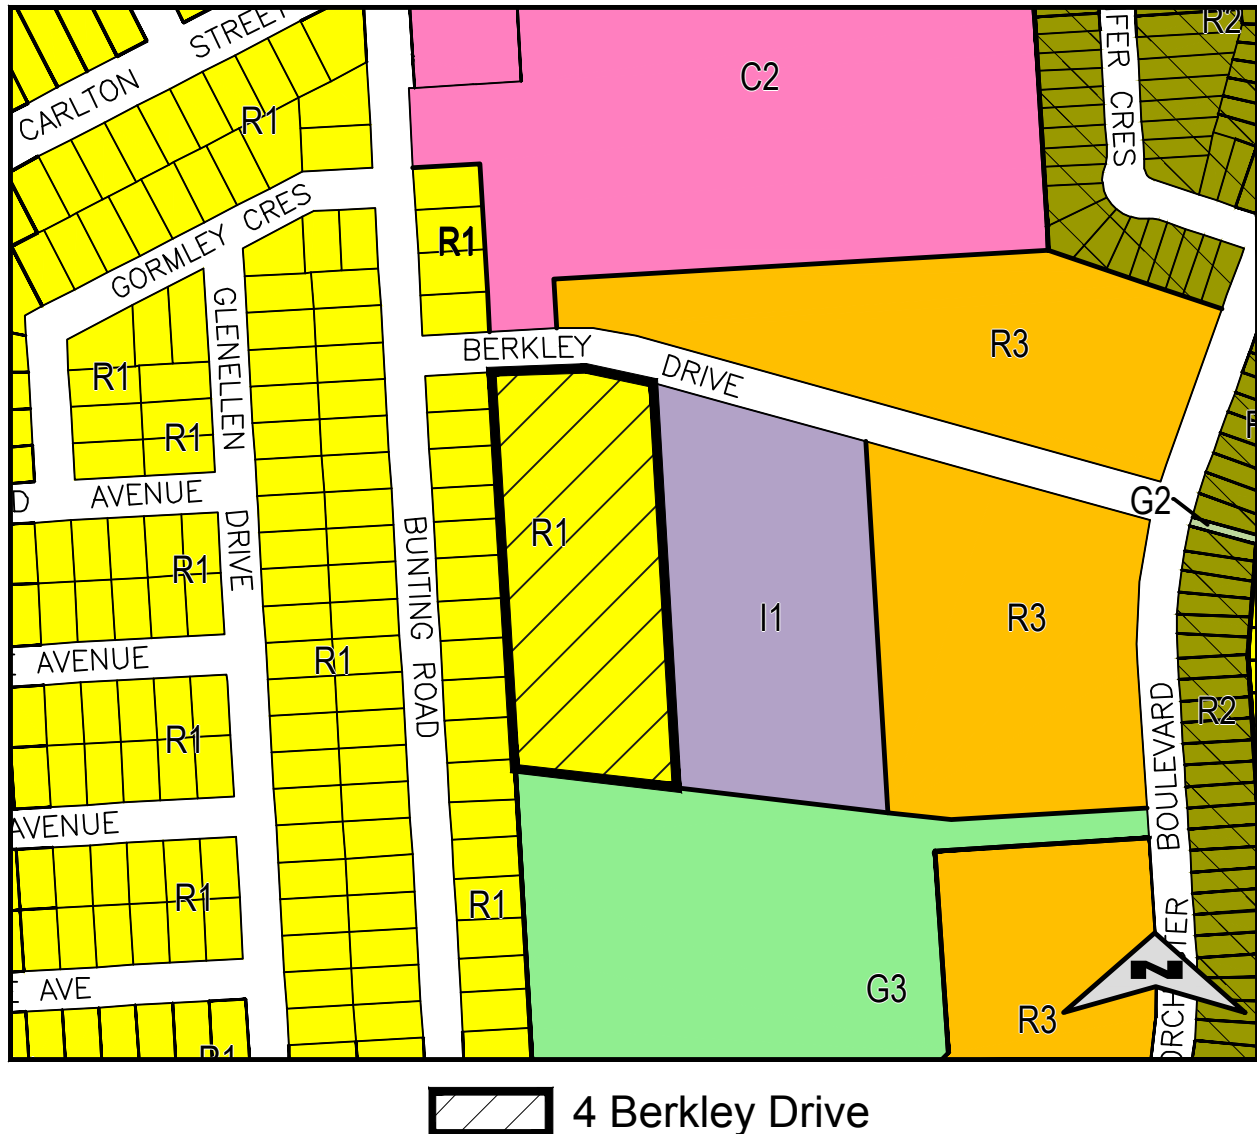 CARLTON STREET
C2
FER CRES
R2
R1
GORMLEY CRES
R1
R1
GLENELLEN DRIVE
R1
BERKLEY DRIVE
R3
D AVENUE
G2
BUNTING ROAD
R1
R1
I1
R3
AVENUE
R1
R1
R2
AVENUE
R1
R1
BOULEVARD
AVE
G3
R3
R1
N
4 Berkley Drive